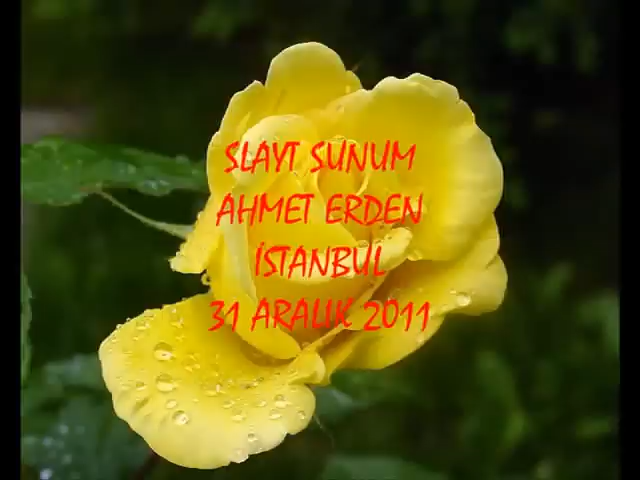 SLAYT SUNUM
AHMET ERDEN
İSTANBUL
31 ARALIK 2011